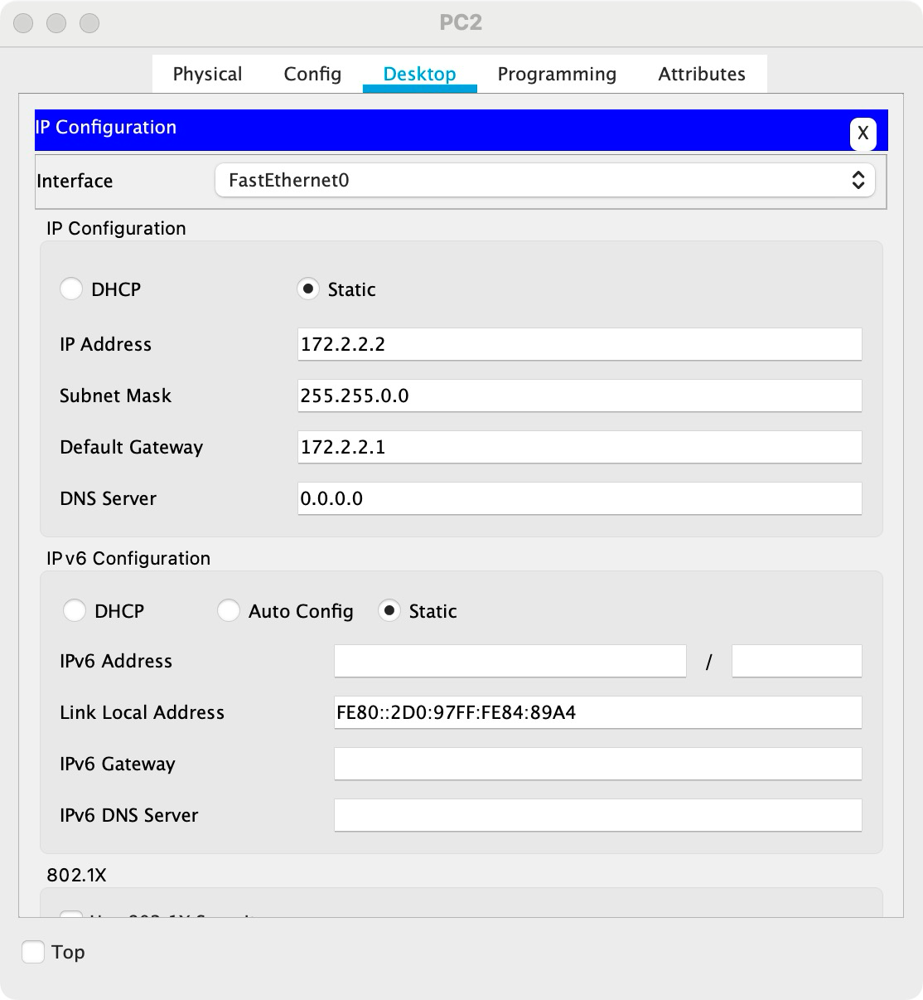 PC2
Physical Config Desktop Programming Attributes
IP Configuration X
Interface FastEthernet0
IP Configuration
DHCP Static
IP Address 172.2.2.2
Subnet Mask 255.255.0.0
Default Gateway 172.2.2.1
DNS Server 0.0.0.0
IPv6 Configuration
DHCP Auto Config Static
IPv6 Address /
Link Local Address FE80::2D0:97FF:FE84:89A4
IPv6 Gateway
IPv6 DNS Server
802.1X
Top